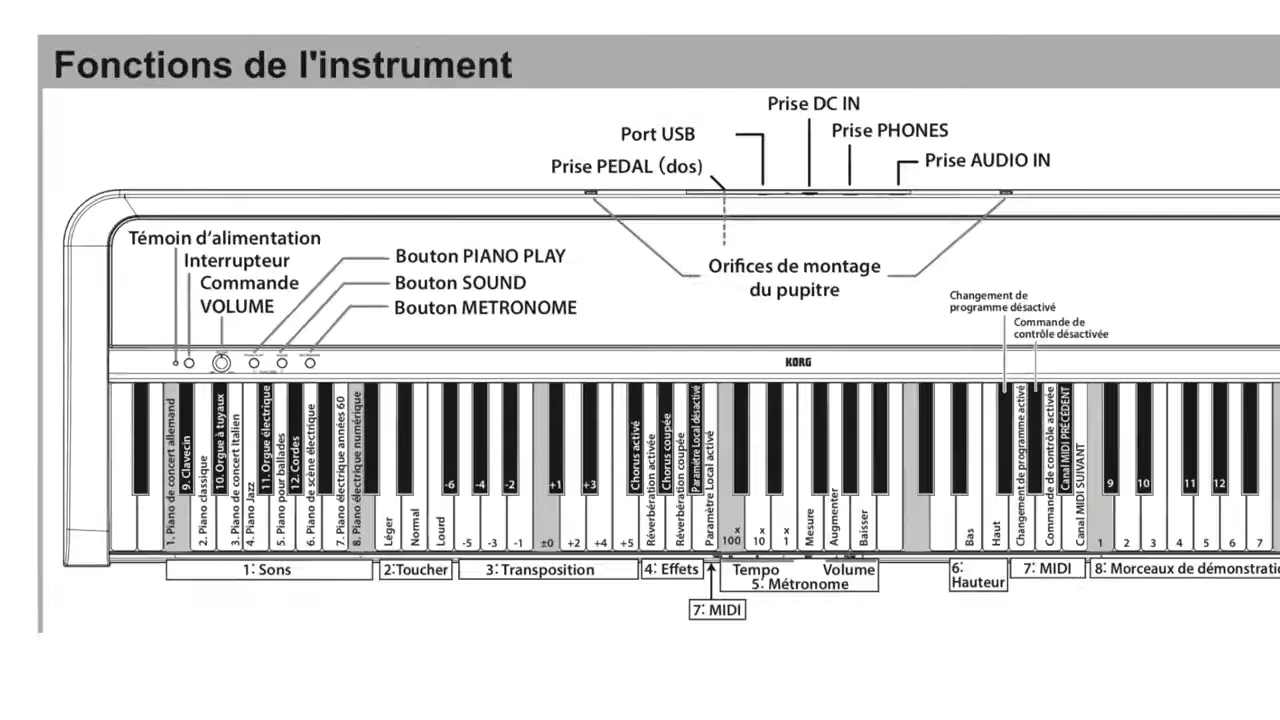 Fonctions de l'instrument
Prise DC IN
Port USB
Prise PHONES
Prise PEDAL (dos)
Prise AUDIO IN
Témoin d'alimentation
Interrupteur
Commande
VOLUME
Bouton PIANO PLAY
Bouton SOUND
Bouton METRONOME
Orifices de montage
du pupitre
Changement de
programme désactivé
Commande de
contrôle désactivée
KORG
1. Piano de concert allemand
9. Clavecin
2. Piano classique
10. Orgue à tuyaux
3. Piano de concert italien
4. Piano Jazz
11. Orgue électrique
5. Piano pour ballades
12. Cordes
6. Piano de scène électrique
7. Piano électrique années 60
8. Piano électrique numérique
Léger
Normal
Lourd
-6
-4
-2
+1
+3
-5
-3
-1
±0
+2
+4
+5
Chorus activé
Réverbération activée
Chorus coupée
Réverbération coupée
Paramètre Local désactivé
Paramètre Local activé
x
100
x
10
x
1
Mesure
Augmenter
Baisser
Bas
Haut
Changement de programme activé
Commande de contrôle activée
Canal MIDI PRÉCÉDENT
Canal MIDI SUIVANT
9
10
11
12
1
2
3
4
5
6
7
1: Sons
2:Toucher
3: Transposition
4: Effets
Tempo
Volume
5: Métronome
6:
Hauteur
7: MIDI
8: Morceaux de démonstratio
7: MIDI